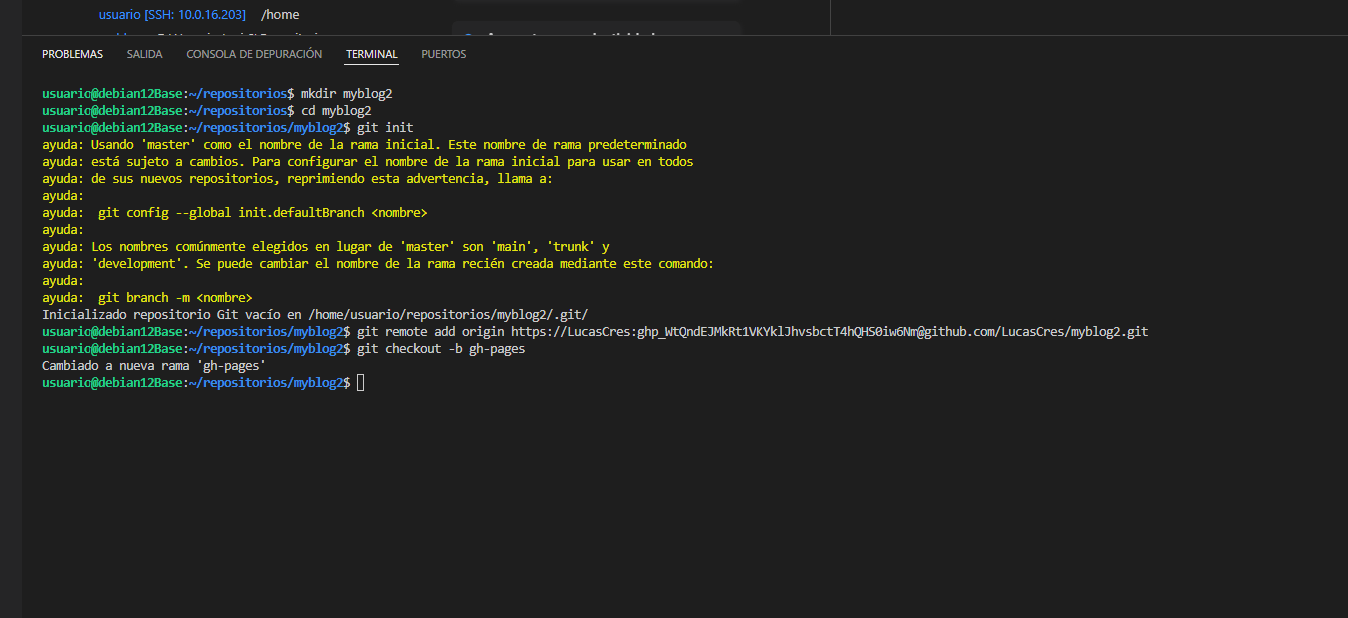 usuario [SSH: 10.0.16.203] /home
PROBLEMAS SALIDA CONSOLA DE DEPURACIÓN TERMINAL PUERTOS
usuario@debian12Base:~/repositorios$ mkdir myblog2
usuario@debian12Base:~/repositorios$ cd myblog2
usuario@debian12Base:~/repositorios/myblog2$ git init
ayuda: Usando 'master' como el nombre de la rama inicial. Este nombre de rama predeterminado
ayuda: está sujeto a cambios. Para configurar el nombre de la rama inicial para usar en todos
ayuda: de sus nuevos repositorios, reprimiendo esta advertencia, llama a:
ayuda:
ayuda:  git config --global init.defaultBranch <nombre>
ayuda:
ayuda: Los nombres comúnmente elegidos en lugar de 'master' son 'main', 'trunk' y
ayuda: 'development'. Se puede cambiar el nombre de la rama recién creada mediante este comando:
ayuda:
ayuda:  git branch -m <nombre>
Inicializado repositorio Git vacío en /home/usuario/repositorios/myblog2/.git/
usuario@debian12Base:~/repositorios/myblog2$ git remote add origin https://LucasCres: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@github.com/LucasCres/myblog2.git
usuario@debian12Base:~/repositorios/myblog2$ git checkout -b gh-pages
Cambiado a nueva rama 'gh-pages'
usuario@debian12Base:~/repositorios/myblog2$